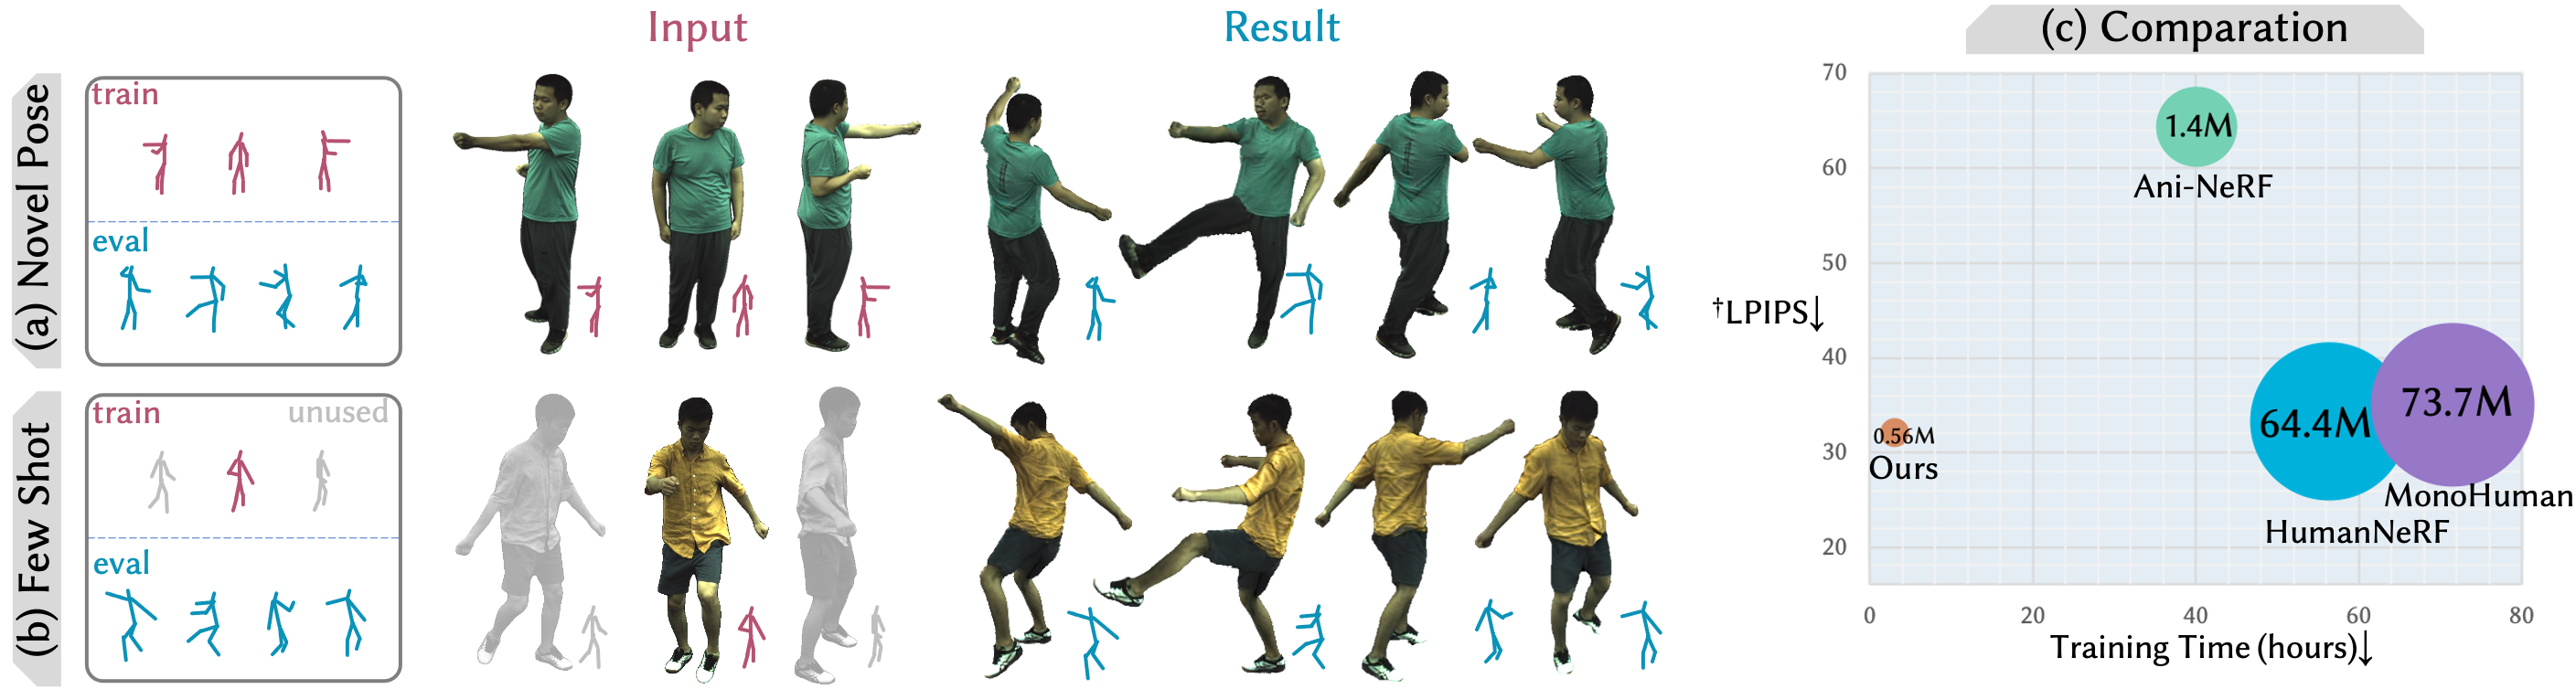 Input
Result
(c) Comparation
(a) Novel Pose
train
eval
(b) Few Shot
train
unused
eval
70
60
50
40
30
20
†LPIPS↓
1.4M
Ani-NeRF
0.56M
Ours
64.4M
HumanNeRF
73.7M
MonoHuman
0
20
40
60
80
Training Time (hours)↓